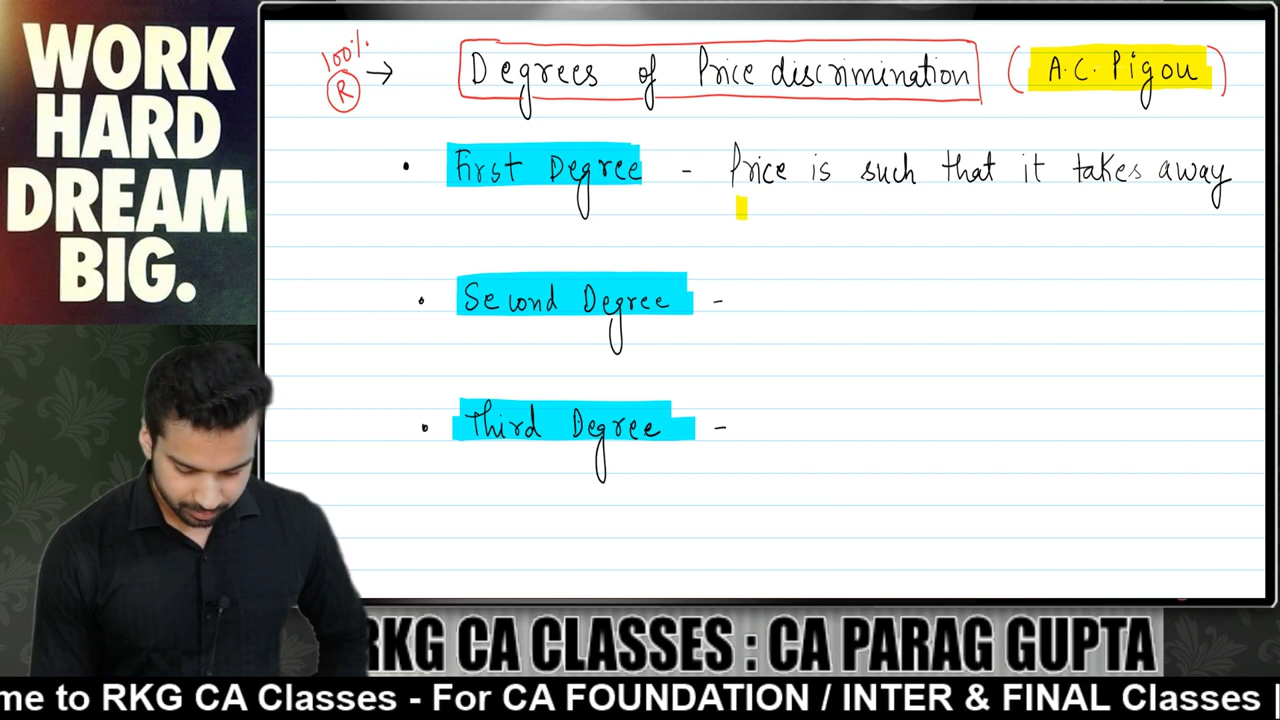 WORK
HARD
DREAM
BIG.
100%
R → Degrees of Price discrimination (A.C. Pigou)
• First Degree - Price is such that it takes away
• Second Degree -
• Third Degree -
RKG CA CLASSES : CA PARAG GUPTA
me to RKG CA Classes - For CA FOUNDATION / INTER & FINAL Classes |